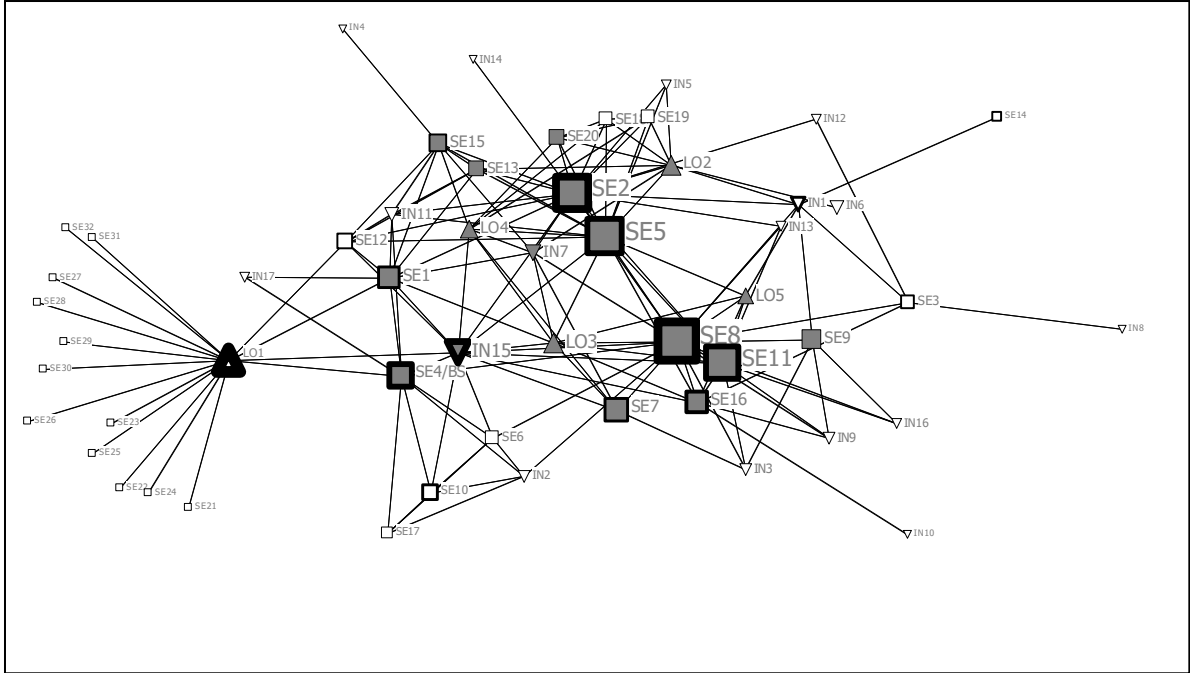 IN4
IN14
IN5
SE14
SE18
SE19
IN12
SE20
SE15
SE13
LO2
SE2
IN1
IN6
IN11
LO4
IN13
SE32
SE31
SE12
SE5
IN7
SE27
IN17
SE1
SE28
LO5
SE3
IN8
SE29
LO1
IN15
LO3
SE8
SE9
SE30
SE4/BS
SE11
SE26
SE23
SE7
SE16
IN16
SE25
SE6
IN9
IN2
IN3
SE22
SE24
SE10
SE21
SE17
IN10